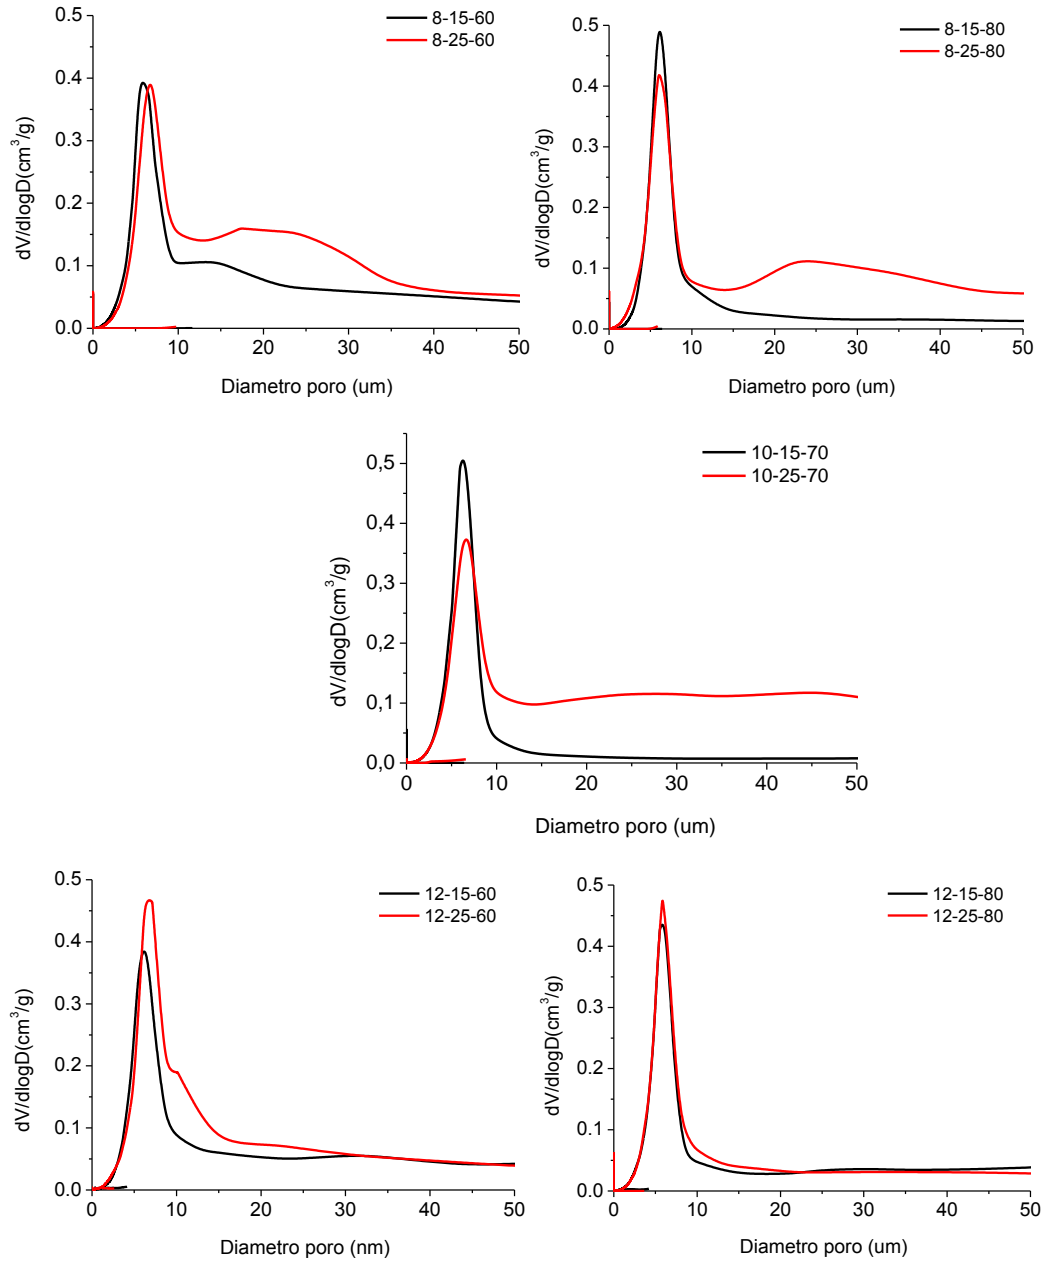 8-15-60
8-25-60
0.5
0.4
0.3
0.2
0.1
0.0
dV/dlogD(cm³/g)
0 10 20 30 40 50
Diametro poro (um)
8-15-80
8-25-80
0.5
0.4
0.3
0.2
0.1
0.0
dV/dlogD(cm³/g)
0 10 20 30 40 50
Diametro poro (um)
10-15-70
10-25-70
0,5
0,4
0,3
0,2
0,1
0,0
dV/dlogD(cm³/g)
0 10 20 30 40 50
Diametro poro (um)
12-15-60
12-25-60
0.5
0.4
0.3
0.2
0.1
0.0
dV/dlogD(cm³/g)
0 10 20 30 40 50
Diametro poro (nm)
12-15-80
12-25-80
0.5
0.4
0.3
0.2
0.1
0.0
dV/dlogD(cm³/g)
0 10 20 30 40 50
Diametro poro (um)